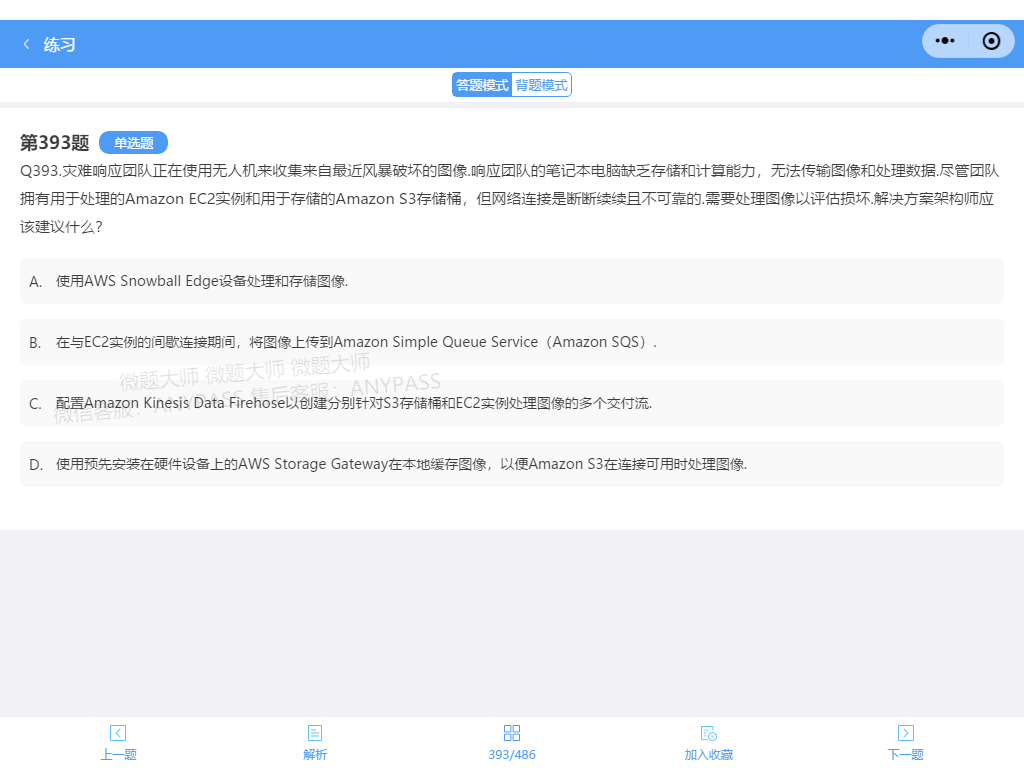 练习
答题模式 背题模式
第393题 单选题
Q393.灾难响应团队正在使用无人机来收集来自最近风暴破坏的图像.响应团队的笔记本电脑缺乏存储和计算能力，无法传输图像和处理数据.尽管团队
拥有用于处理的Amazon EC2实例和用于存储的Amazon S3存储桶，但网络连接是断断续续且不可靠的.需要处理图像以评估损坏.解决方案架构师应
该建议什么？
A. 使用AWS Snowball Edge设备处理和存储图像.
B. 在与EC2实例的间歇连接期间，将图像上传到Amazon Simple Queue Service（Amazon SQS）.
微题大师 微题大师 微题大师
微信客服：ANYPASS 售后客服：ANYPASS
C. 配置Amazon Kinesis Data Firehose以创建分别针对S3存储桶和EC2实例处理图像的多个交付流.
D. 使用预先安装在硬件设备上的AWS Storage Gateway在本地缓存图像，以便Amazon S3在连接可用时处理图像.
上一题 解析 393/486 加入收藏 下一题